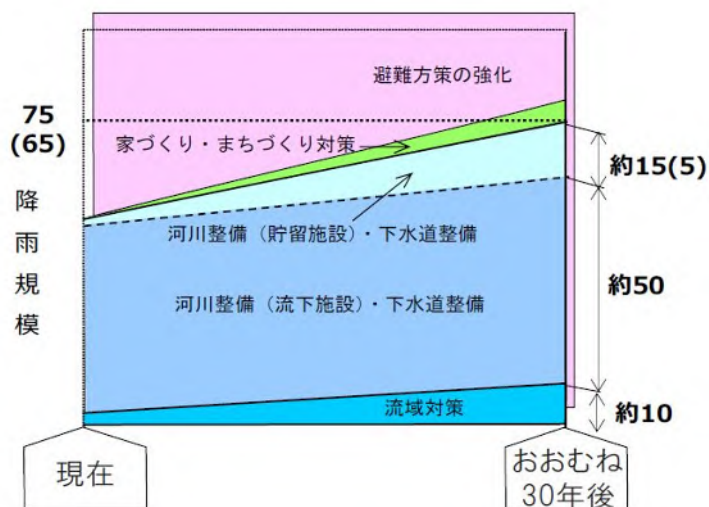 避難方策の強化
75
(65)
家づくり・まちづくり対策
約15(5)
降雨規模
河川整備（貯留施設）・下水道整備
約50
河川整備（流下施設）・下水道整備
流域対策
約10
現在
おおむね
30年後